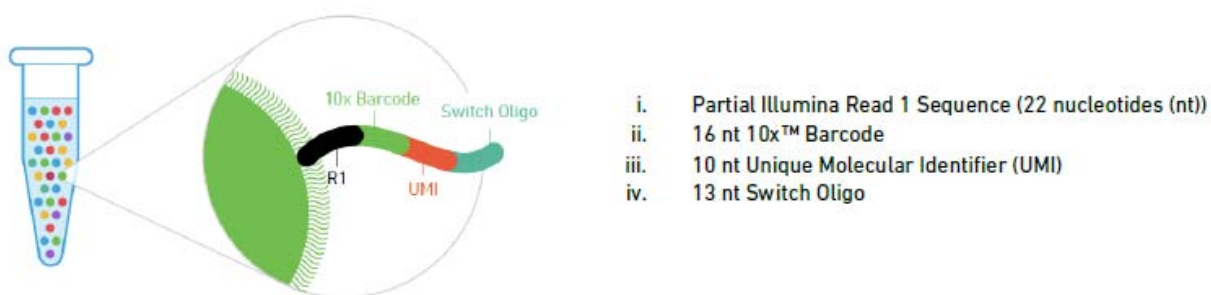 10x Barcode
Switch Oligo
R1
UMI
i. Partial Illumina Read 1 Sequence (22 nucleotides (nt))
ii. 16 nt 10x™ Barcode
iii. 10 nt Unique Molecular Identifier (UMI)
iv. 13 nt Switch Oligo